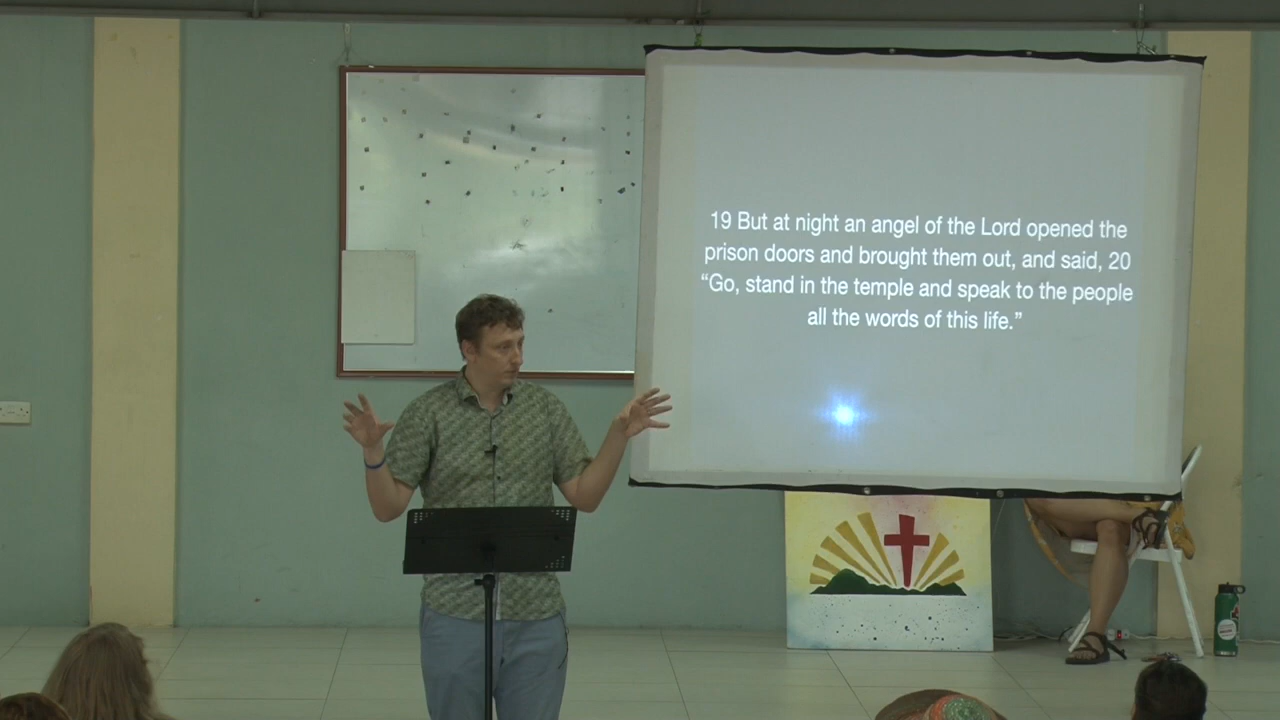 19 But at night an angel of the Lord opened the
prison doors and brought them out, and said, 20
“Go, stand in the temple and speak to the people
all the words of this life.”